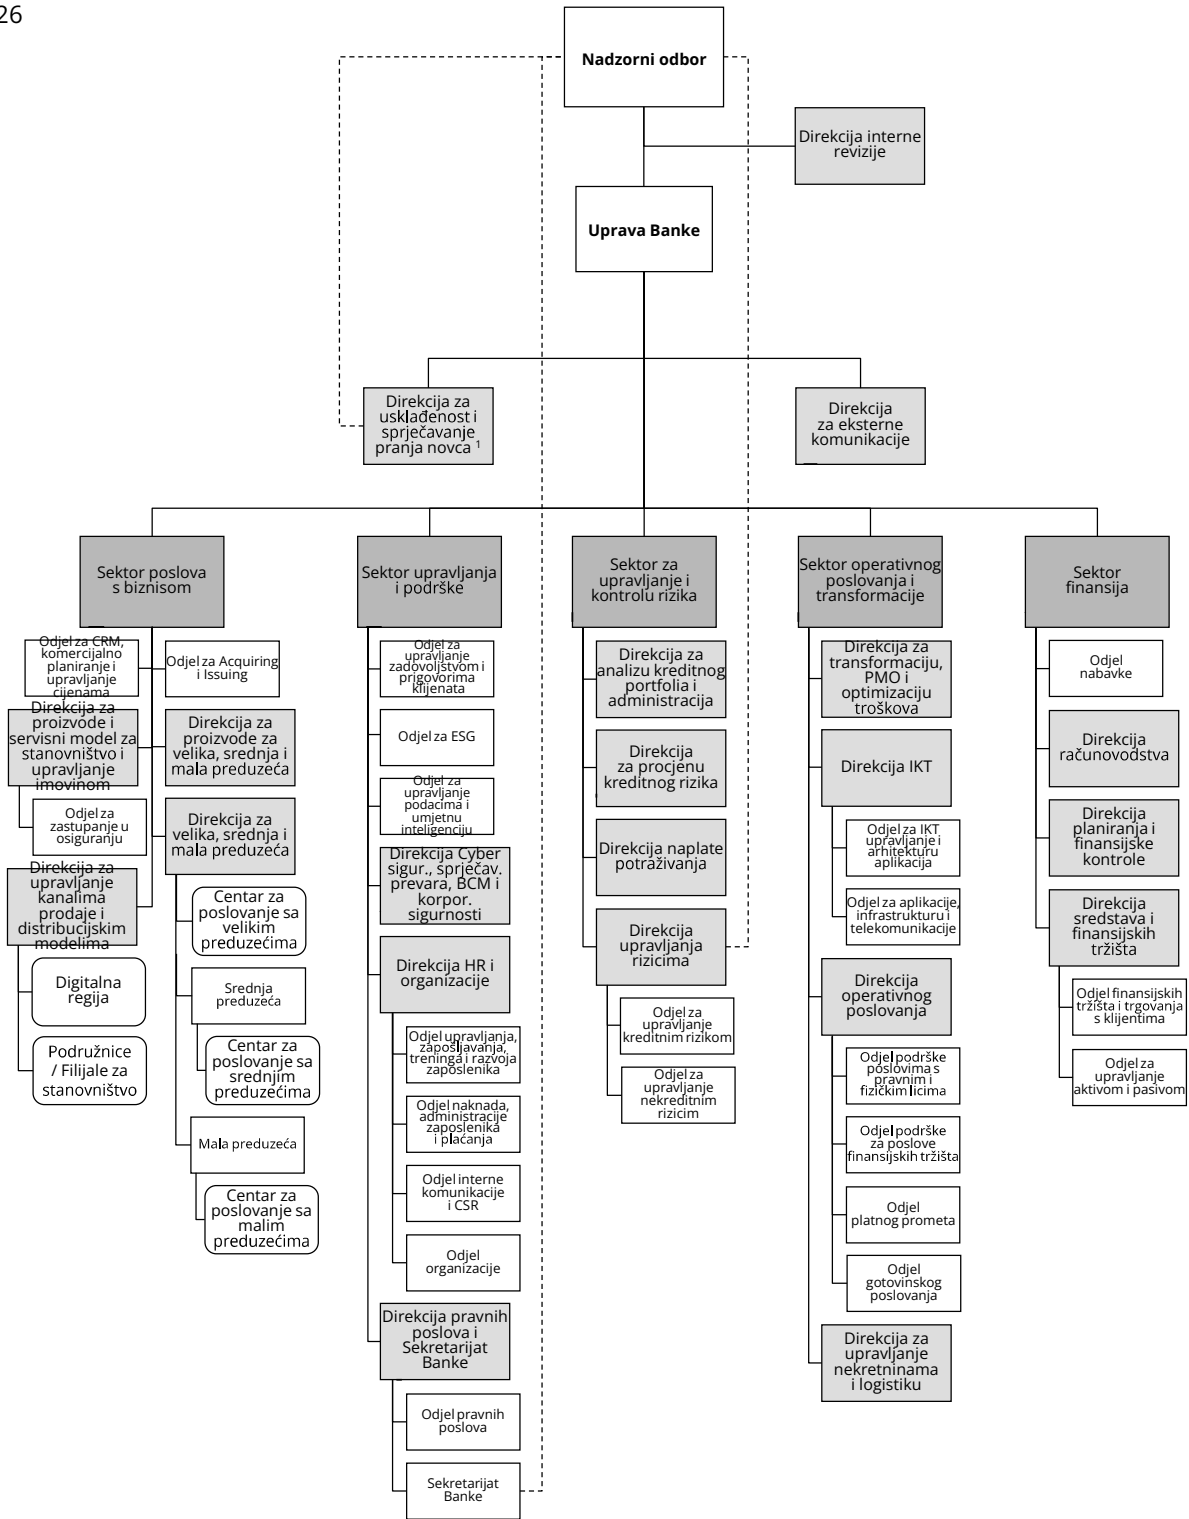 26
Nadzorni odbor
Direkcija interne
revizije
Uprava Banke
Direkcija za
usklađenost i
sprječavanje
pranja novca ¹
Direkcija
za eksterne
komunikacije
Sektor poslova
s biznisom
Sektor upravljanja
i podrške
Sektor za
upravljanje i
kontrolu rizika
Sektor operativnog
poslovanja i
transformacije
Sektor
finansija
Odjel za CRM,
komercijalno
planiranje i
upravljanje
cijenama
Odjel za Acquiring
i Issuing
Direkcija za
proizvode i
servisni model za
stanovništvo i
upravljanje
imovinom
Direkcija za
proizvode za
velika, srednja i
mala preduzeća
Odjel za
zastupanje u
osiguranju
Direkcija za
velika, srednja i
mala preduzeća
Direkcija za
upravljanje
kanalima
prodaje i
distribucijskim
modelima
Centar za
poslovanje sa
velikim
preduzećima
Digitalna
regija
Srednja
preduzeća
Podružnice
/ Filijale za
stanovništvo
Centar za
poslovanje sa
srednjim
preduzećima
Mala preduzeća
Centar za
poslovanje sa
malim
preduzećima
Odjel za
upravljanje
zadovoljstvom i
prigovorima
klijenata
Odjel za ESG
Odjel za
upravljanje
podacima i
umjetnu
inteligenciju
Direkcija Cyber
sigur., sprječav.
prevara, BCM i
korpor.
sigurnosti
Direkcija HR i
organizacije
Odjel upravljanja,
zapošljavanja,
treninga i razvoja
zaposlenika
Odjel naknada,
administracije
zaposlenika
i plaćanja
Odjel interne
komunikacije
i CSR
Odjel
organizacije
Direkcija pravnih
poslova i
Sekretarijat
Banke
Odjel pravnih
poslova
Sekretarijat
Banke
Direkcija za
analizu kreditnog
portfolia i
administracija
Direkcija
za procjenu
kreditnog rizika
Direkcija naplate
potraživanja
Direkcija
upravljanja
rizicima
Odjel za
upravljanje
kreditnim rizikom
Odjel za
upravljanje
nekreditnim
rizicim
Direkcija za
transformaciju,
PMO i
optimizaciju
troškova
Direkcija IKT
Odjel za IKT
upravljanje i
arhitekturu
aplikacija
Odjel za aplikacije,
infrastrukturu i
telekomunikacije
Direkcija
operativnog
poslovanja
Odjel podrške
poslovima s
pravnim i
fizičkim licima
Odjel podrške
za poslove
finansijskih tržišta
Odjel
platnog prometa
Odjel
gotovinskog
poslovanja
Direkcija za
upravljanje
nekretninama
i logistiku
Odjel
nabavke
Direkcija
računovodstva
Direkcija
planiranja i
finansijske
kontrole
Direkcija
sredstava i
finansijskih
tržišta
Odjel finansijskih
tržišta i trgovanja
s klijentima
Odjel za
upravljanje
aktivom i pasivom